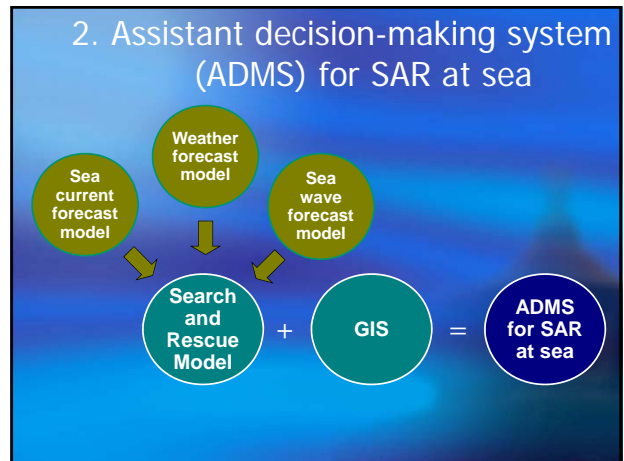 2. Assistant decision-making system
(ADMS) for SAR at sea
Weather
forecast
model
Sea
current
forecast
model
Sea
wave
forecast
model
Search
and
Rescue
Model
+
GIS
=
ADMS
for SAR
at sea